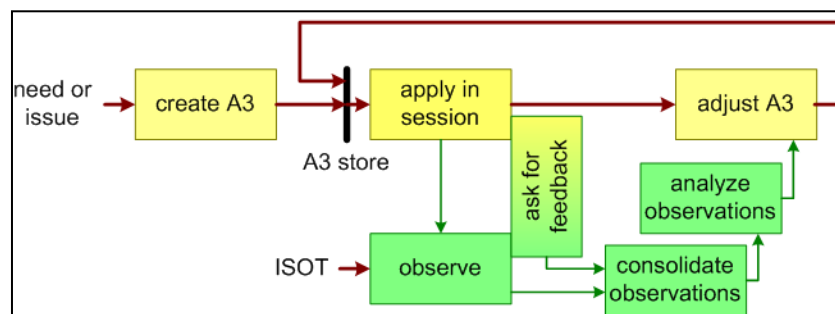 need or
issue
create A3
A3 store
apply in
session
adjust A3
ask for
feedback
analyze
observations
ISOT
observe
consolidate
observations